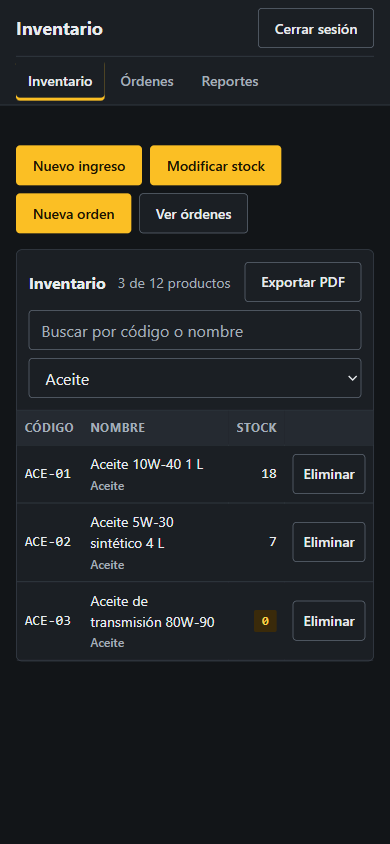 Inventario
Cerrar sesión
Inventario
Órdenes
Reportes
Nuevo ingreso
Modificar stock
Nueva orden
Ver órdenes
Inventario
3 de 12 productos
Exportar PDF
Buscar por código o nombre
Aceite
CÓDIGO NOMBRE STOCK
ACE-01
Aceite 10W-40 1 L
Aceite
18
Eliminar
ACE-02
Aceite 5W-30
sintético 4 L
Aceite
7
Eliminar
ACE-03
Aceite de
transmisión 80W-90
Aceite
0
Eliminar